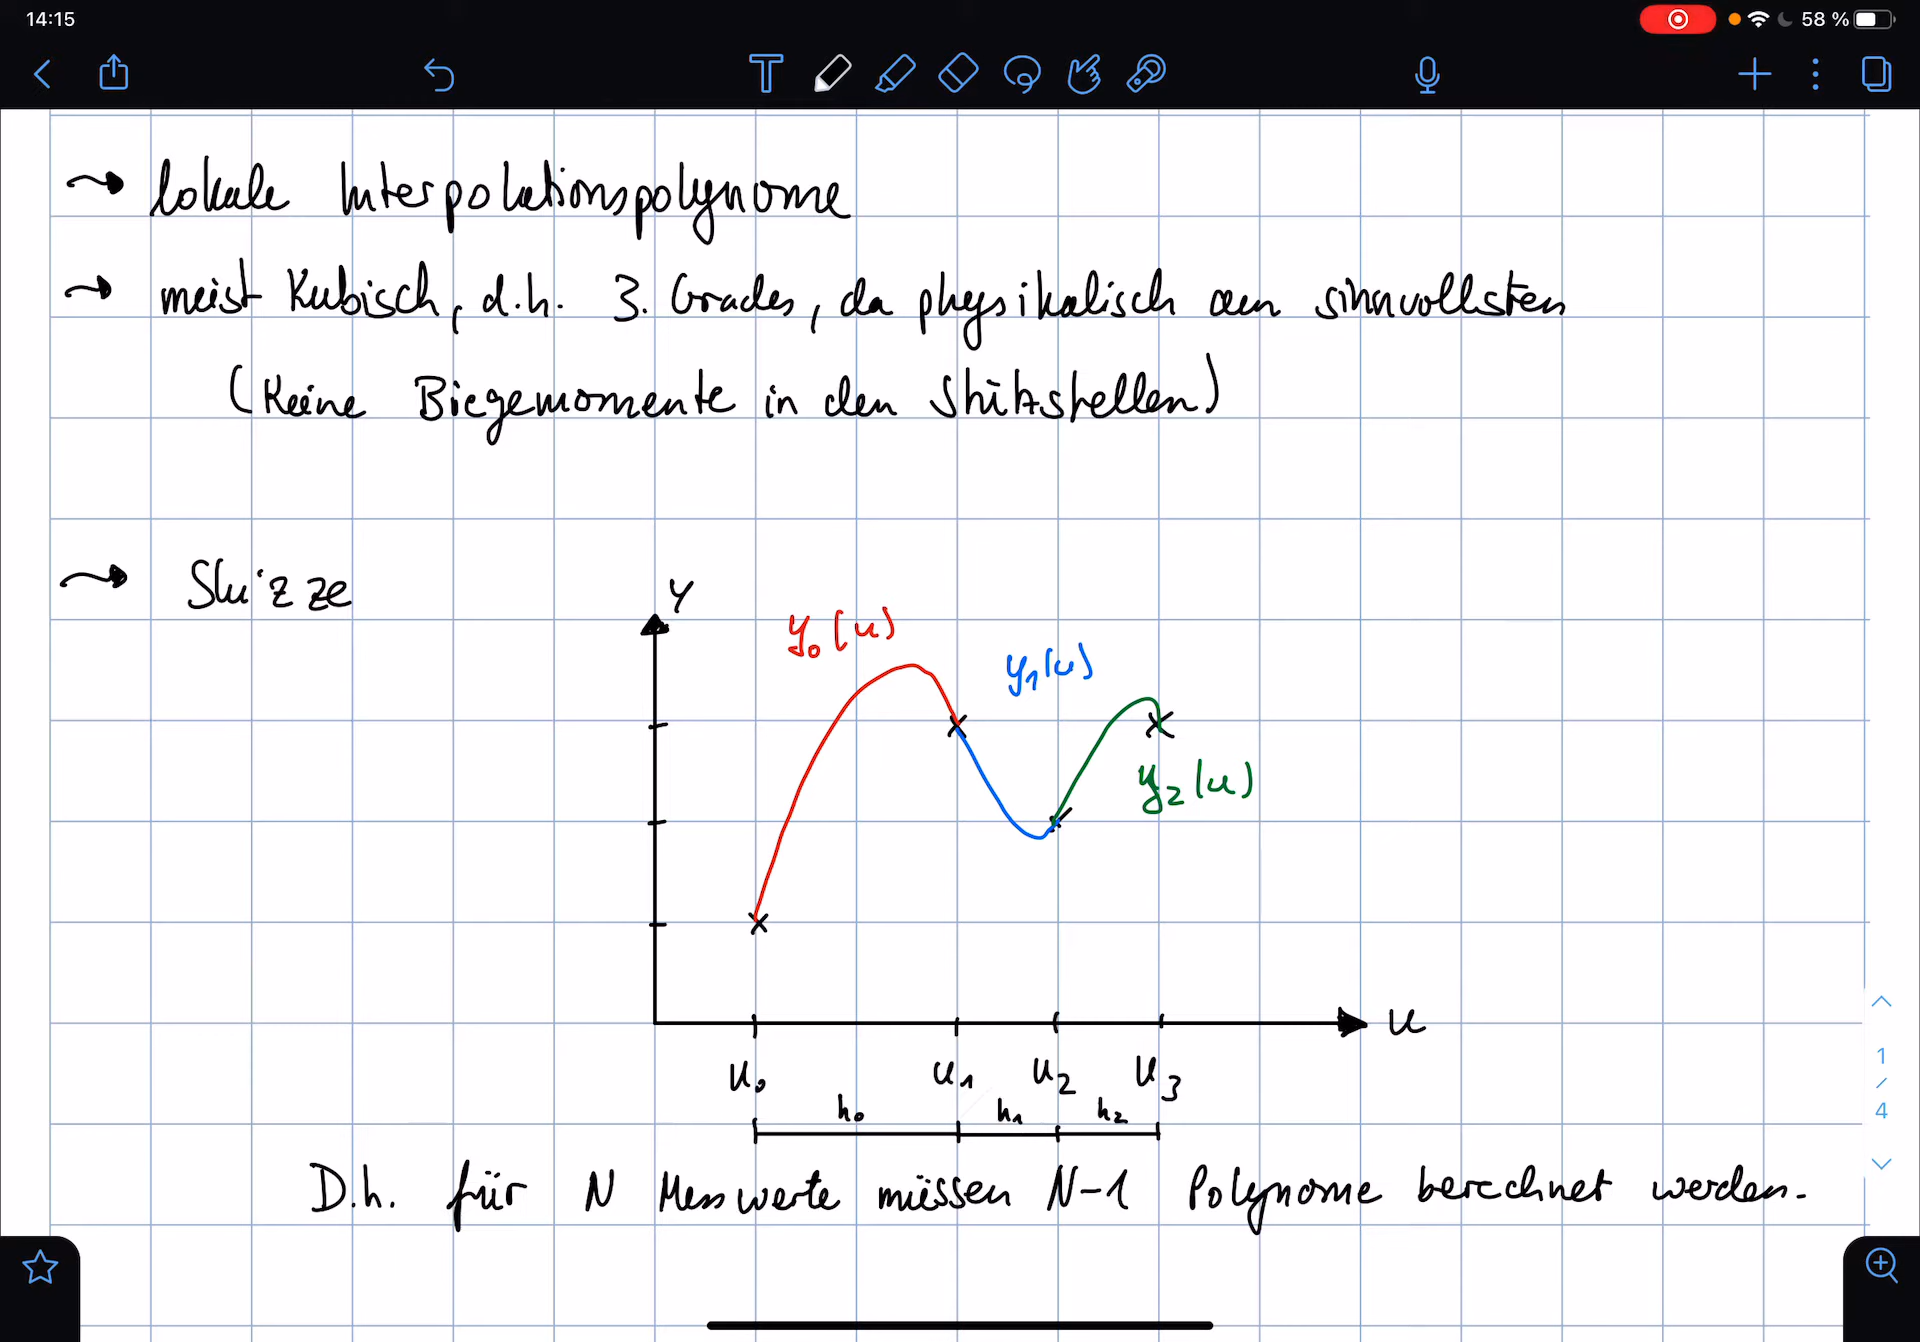 14:15
58 %
T
→ lokale Interpolationspolynome
→ meist Kubisch, d.h. 3. Grades, da physikalisch am sinnvollsten
(Keine Biegemomente in den Stützstellen)
→ Skizze
y
y₀(u)
y₁(u)
y₂(u)
u
u₀ u₁ u₂ u₃
h₀ h₁ h₂
D.h. für N Messwerte müssen N-1 Polynome berechnet werden.
1
/
4